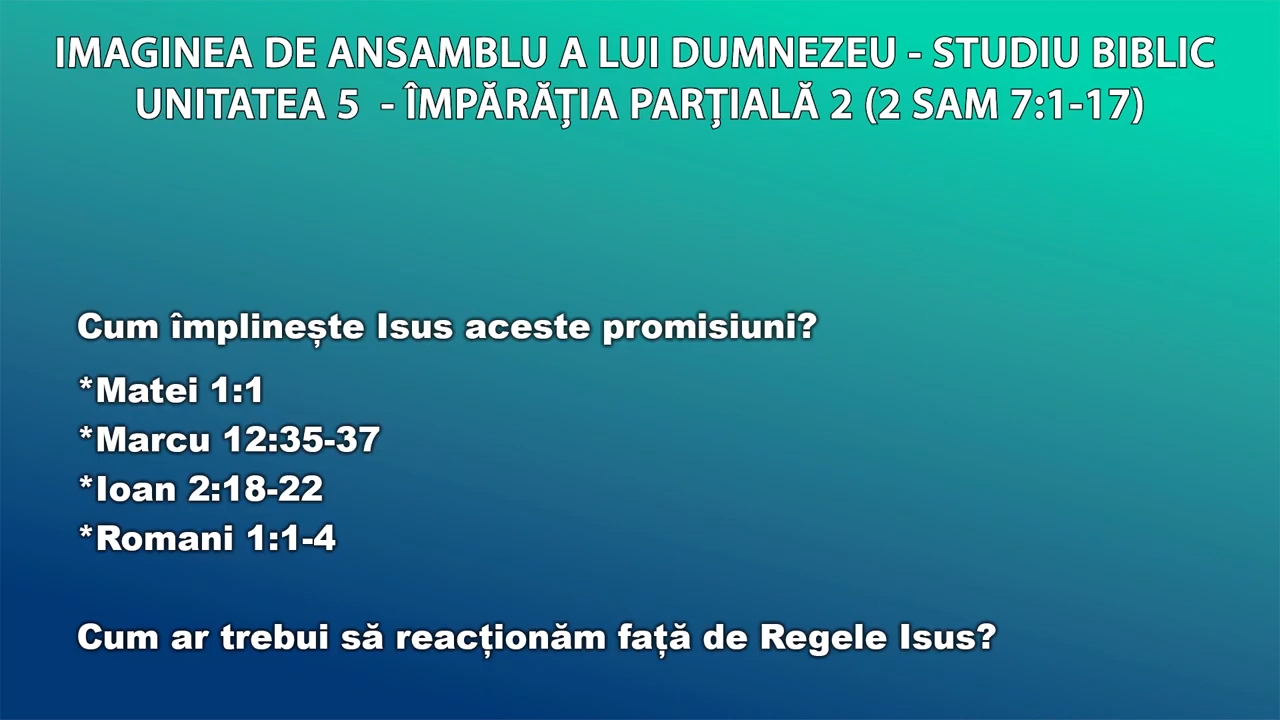 IMAGINEA DE ANSAMBLU A LUI DUMNEZEU - STUDIU BIBLIC
UNITATEA 5 - ÎMPĂRĂŢIA PARŢIALĂ 2 (2 SAM 7:1-17)
Cum împlinește Isus aceste promisiuni?
*Matei 1:1
*Marcu 12:35-37
*Ioan 2:18-22
*Romani 1:1-4
Cum ar trebui să reacționăm față de Regele Isus?